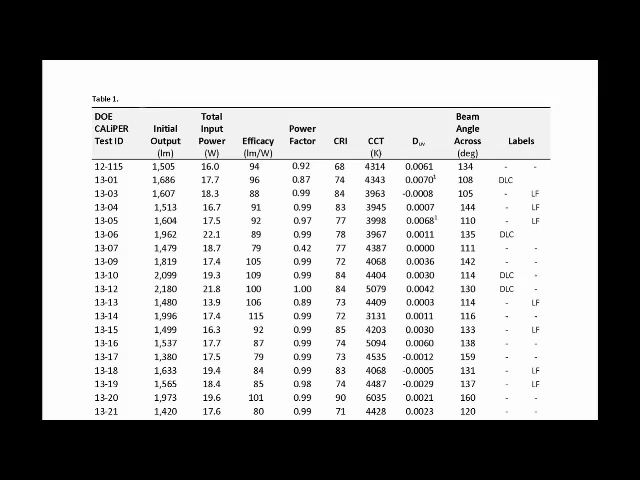 Table 1.
DOE CALiPER Test ID Initial Output (lm) Total Input Power (W) Efficacy (lm/W) Power Factor CRI CCT (K) Duv Beam Angle Across (deg) Labels
12-115 1,505 16.0 94 0.92 68 4314 0.0061 134 - -
13-01 1,686 17.7 96 0.87 74 4343 0.0070¹ 108 DLC
13-03 1,607 18.3 88 0.99 84 3963 -0.0008 105 - LF
13-04 1,513 16.7 91 0.99 83 3945 0.0007 144 - LF
13-05 1,604 17.5 92 0.97 77 3998 0.0068¹ 110 - LF
13-06 1,962 22.1 89 0.99 78 3967 0.0011 135 DLC
13-07 1,479 18.7 79 0.42 77 4387 0.0000 111 - -
13-09 1,819 17.4 105 0.99 72 4068 0.0036 142 - -
13-10 2,099 19.3 109 0.99 84 4404 0.0030 114 DLC -
13-12 2,180 21.8 100 1.00 84 5079 0.0042 130 DLC -
13-13 1,480 13.9 106 0.89 73 4409 0.0003 114 - LF
13-14 1,996 17.4 115 0.99 72 3131 0.0011 116 - -
13-15 1,499 16.3 92 0.99 85 4203 0.0030 133 - LF
13-16 1,537 17.7 87 0.99 74 5094 0.0060 138 - -
13-17 1,380 17.5 79 0.99 73 4535 -0.0012 159 - -
13-18 1,633 19.4 84 0.99 83 4068 -0.0005 131 - LF
13-19 1,565 18.4 85 0.98 74 4487 -0.0029 137 - LF
13-20 1,973 19.6 101 0.99 90 6035 0.0021 160 - -
13-21 1,420 17.6 80 0.99 71 4428 0.0023 120 - -